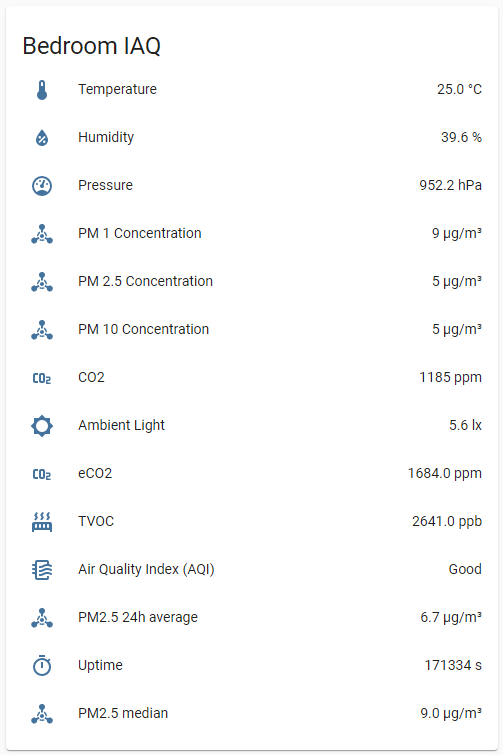 Bedroom IAQ
Temperature 25.0 °C
Humidity 39.6 %
Pressure 952.2 hPa
PM 1 Concentration 9 µg/m³
PM 2.5 Concentration 5 µg/m³
PM 10 Concentration 5 µg/m³
CO2 CO2 1185 ppm
Ambient Light 5.6 lx
CO2 eCO2 1684.0 ppm
TVOC 2641.0 ppb
Air Quality Index (AQI) Good
PM2.5 24h average 6.7 µg/m³
Uptime 171334 s
PM2.5 median 9.0 µg/m³